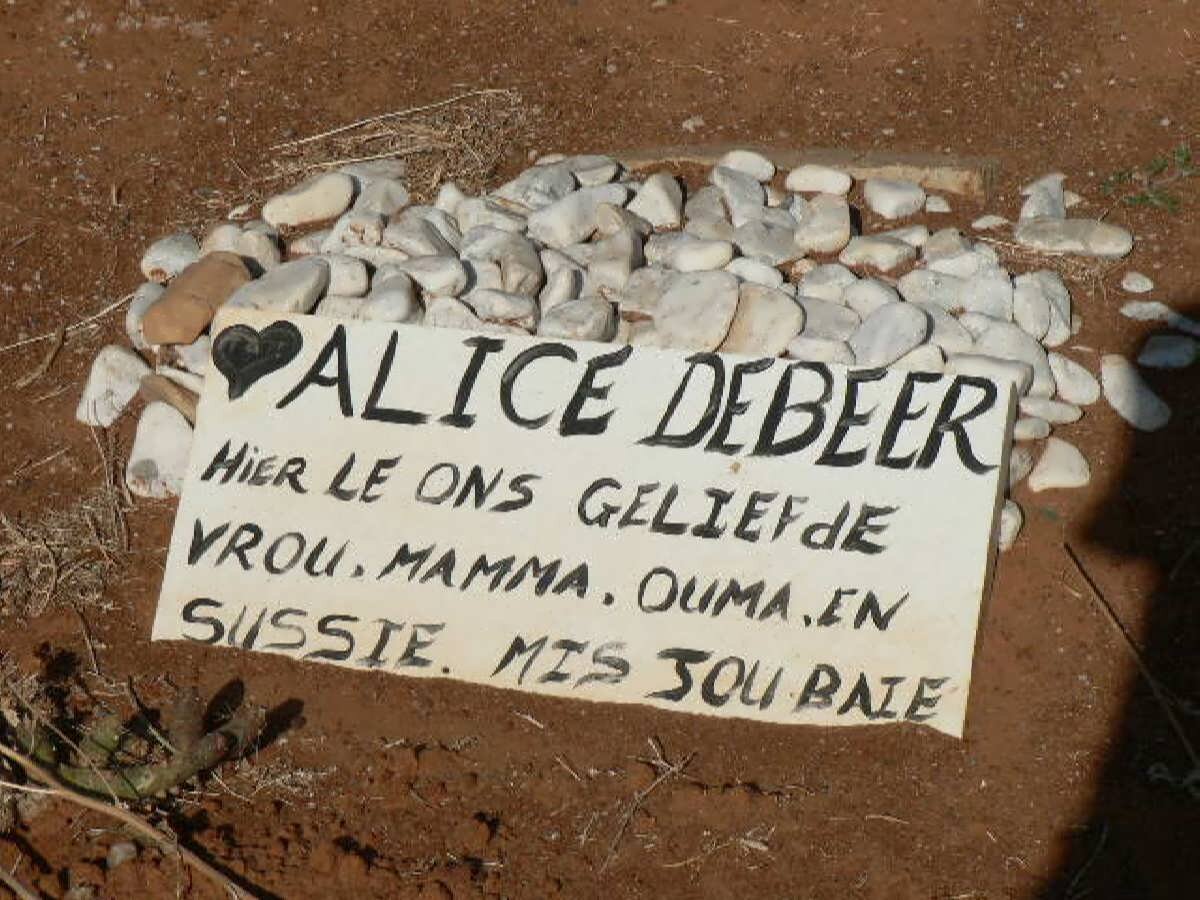 ♥ALICE DEBEER
HiER LE ONS GELIEFdE
VROU. MAMMA. OUMA. EN
SUSSIE. MIS JOU BAIE